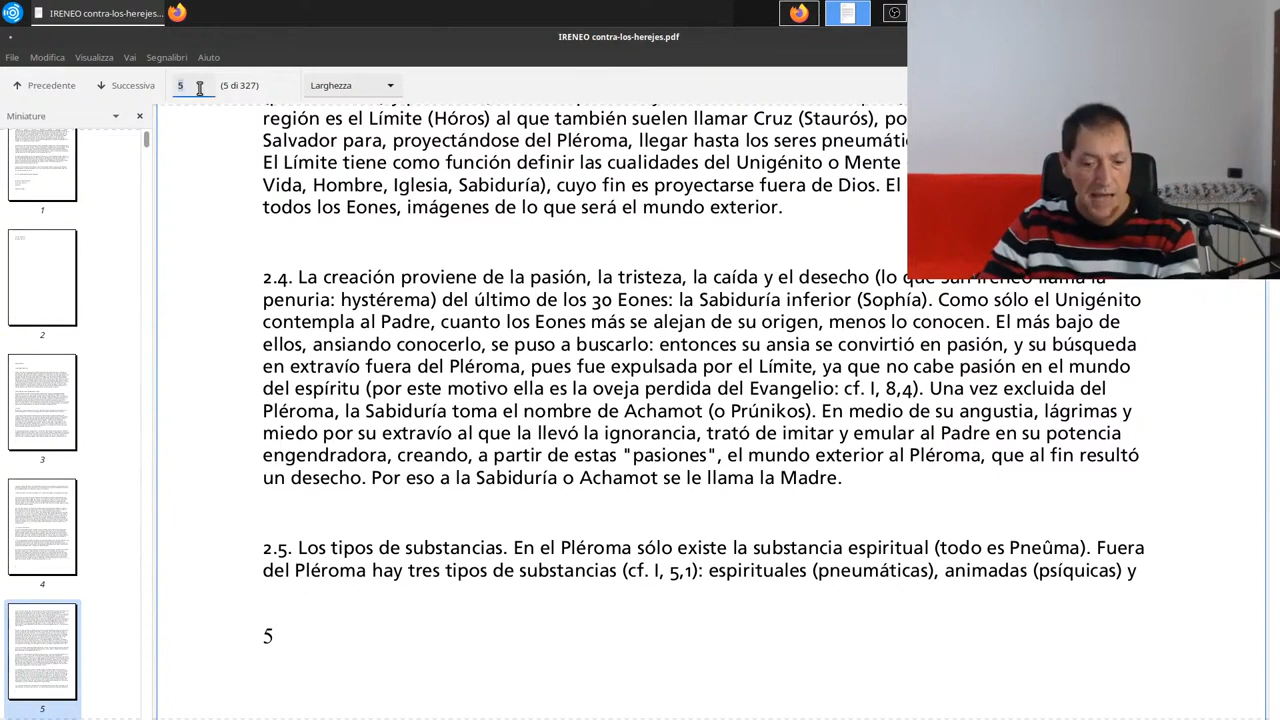 IRENEO contra-los-herejes...
IRENEO contra-los-herejes.pdf
File Modifica Visualizza Vai Segnalibri Aiuto
Precedente Successiva 5 (5 di 327) Larghezza
Miniature
1
2
3
4
5
región es el Límite (Hóros) al que también suelen llamar Cruz (Staurós), po
Salvador para, proyectándose del Pléroma, llegar hasta los seres pneumátic
El Límite tiene como función definir las cualidades del Unigénito o Mente
Vida, Hombre, Iglesia, Sabiduría), cuyo fin es proyectarse fuera de Dios. El
todos los Eones, imágenes de lo que será el mundo exterior.
2.4. La creación proviene de la pasión, la tristeza, la caída y el desecho (lo que San Ireneo llama la
penuria: hystérema) del último de los 30 Eones: la Sabiduría inferior (Sophía). Como sólo el Unigénito
contempla al Padre, cuanto los Eones más se alejan de su origen, menos lo conocen. El más bajo de
ellos, ansiando conocerlo, se puso a buscarlo: entonces su ansia se convirtió en pasión, y su búsqueda
en extravío fuera del Pléroma, pues fue expulsada por el Límite, ya que no cabe pasión en el mundo
del espíritu (por este motivo ella es la oveja perdida del Evangelio: cf. I, 8,4). Una vez excluida del
Pléroma, la Sabiduría toma el nombre de Achamot (o Prúnikos). En medio de su angustia, lágrimas y
miedo por su extravío al que la llevó la ignorancia, trató de imitar y emular al Padre en su potencia
engendradora, creando, a partir de estas "pasiones", el mundo exterior al Pléroma, que al fin resultó
un desecho. Por eso a la Sabiduría o Achamot se le llama la Madre.
2.5. Los tipos de substancias. En el Pléroma sólo existe la substancia espiritual (todo es Pneûma). Fuera
del Pléroma hay tres tipos de substancias (cf. I, 5,1): espirituales (pneumáticas), animadas (psíquicas) y
5